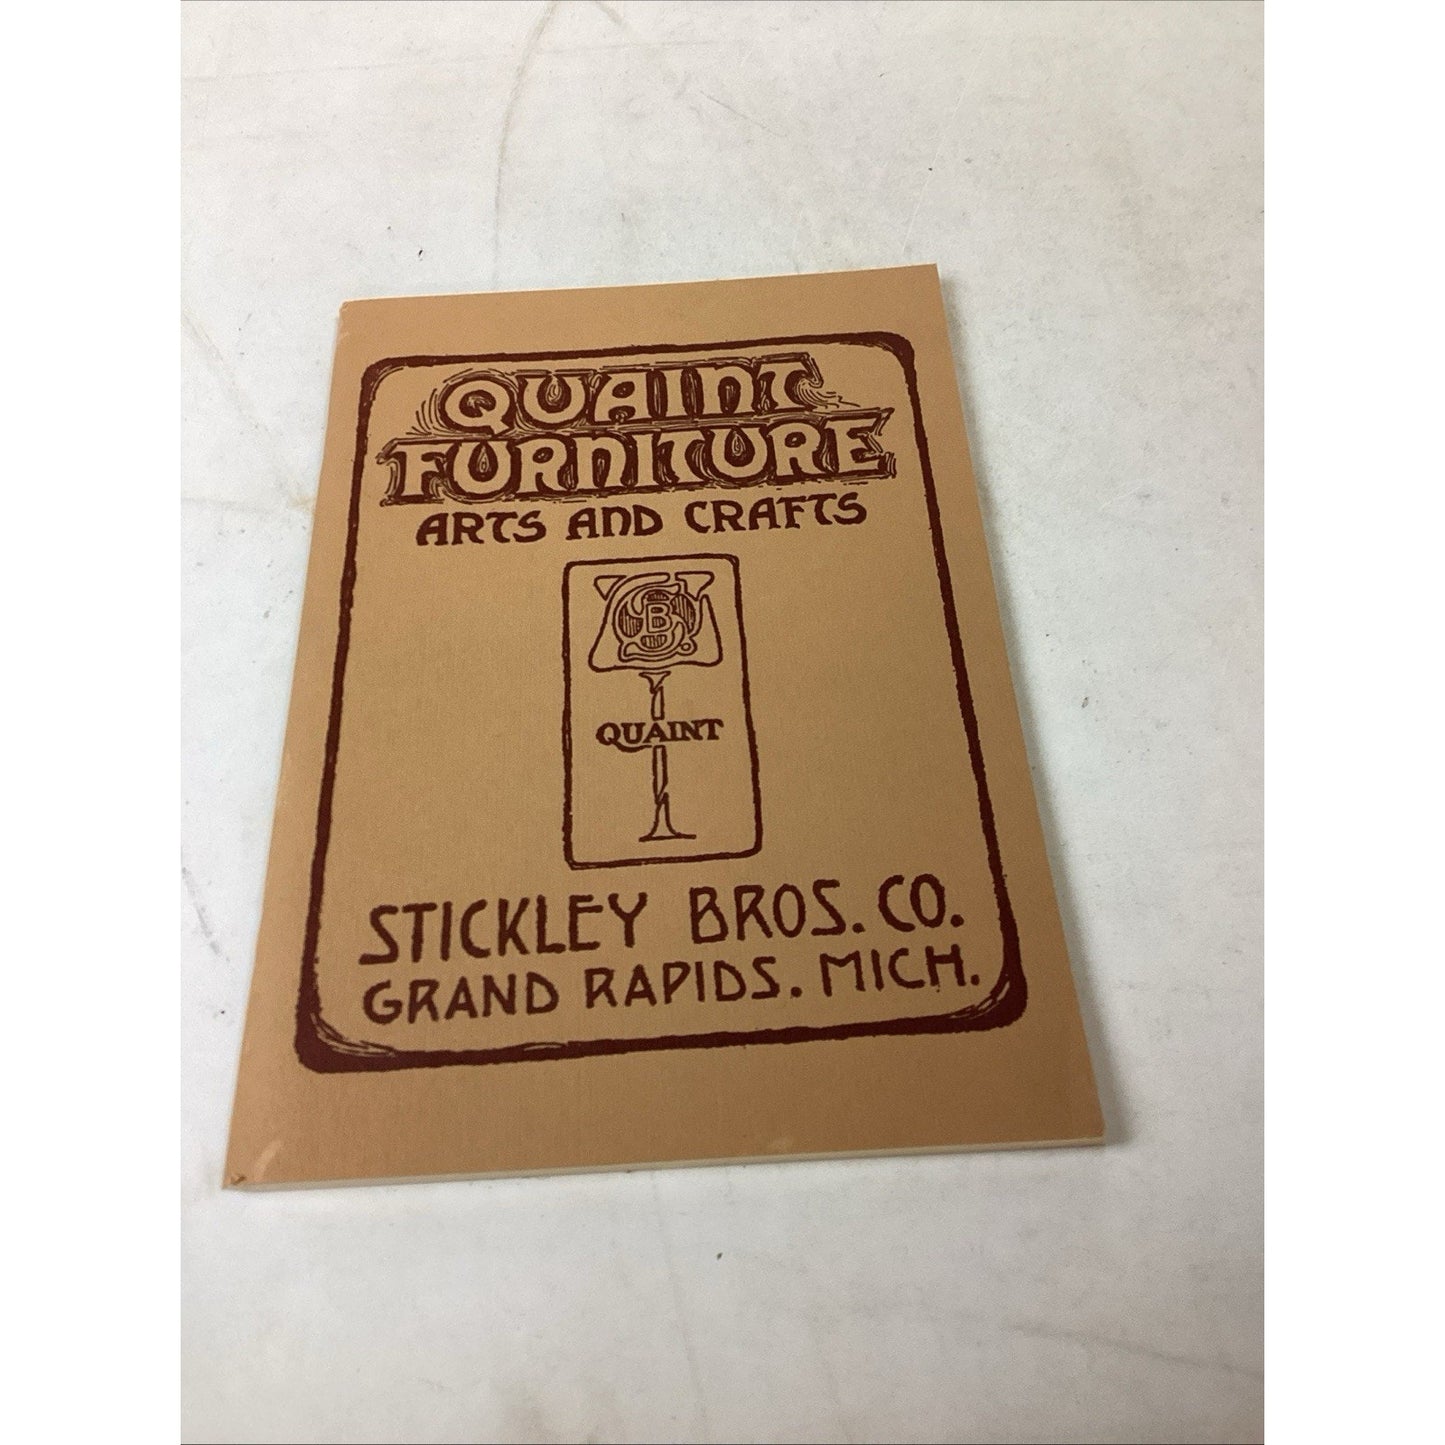 QUAINT
FURNITURE
ARTS AND CRAFTS
B
QUAINT
STICKLEY BROS. CO.
GRAND RAPIDS. MICH.